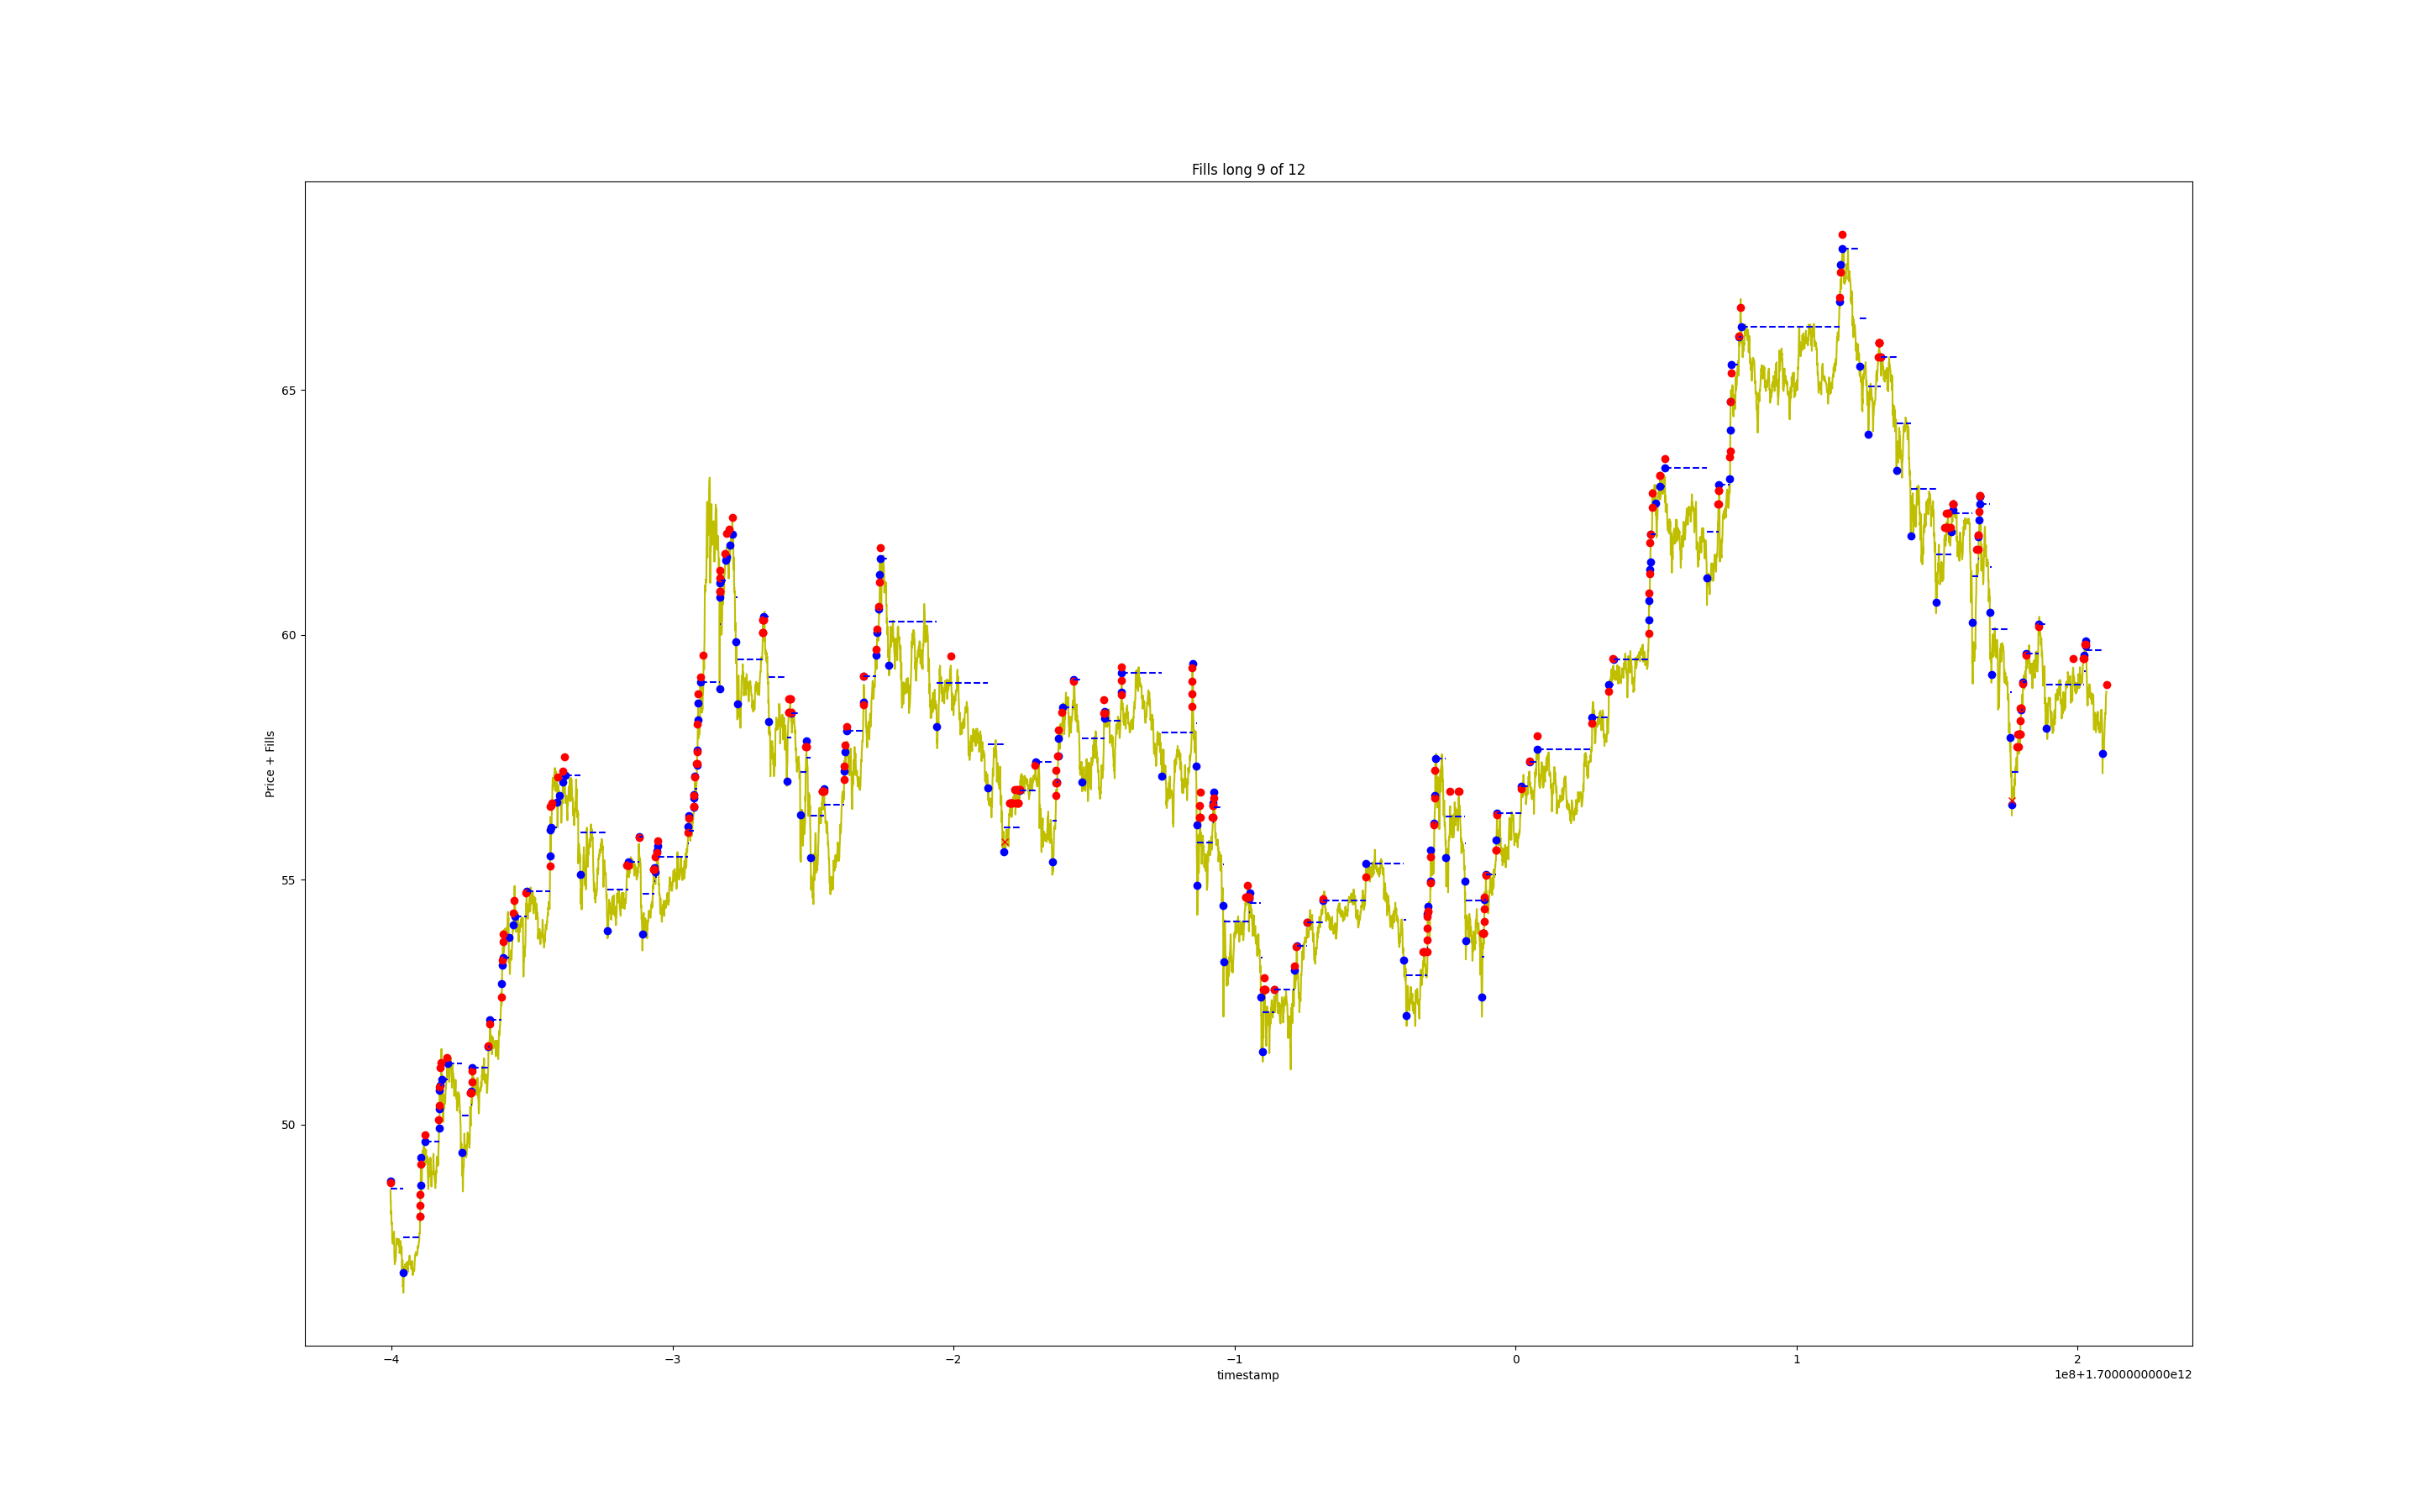 Fills long 9 of 12
Price + Fills
65
60
55
50
−4
−3
−2
−1
0
1
2
timestamp
1e8+1.7000000000e12